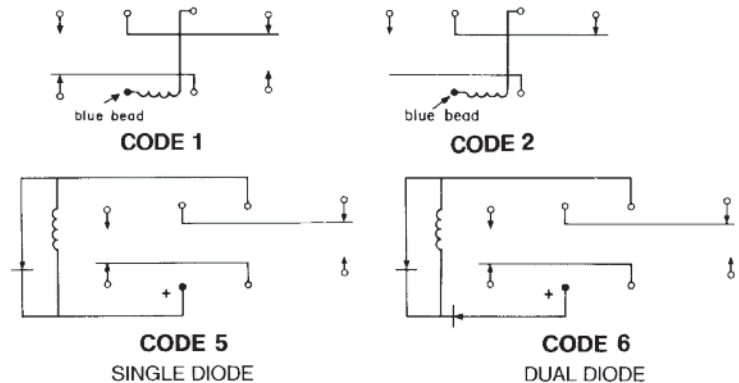 blue bead
blue bead
CODE 1
CODE 2
+
+
CODE 5
CODE 6
SINGLE DIODE
DUAL DIODE